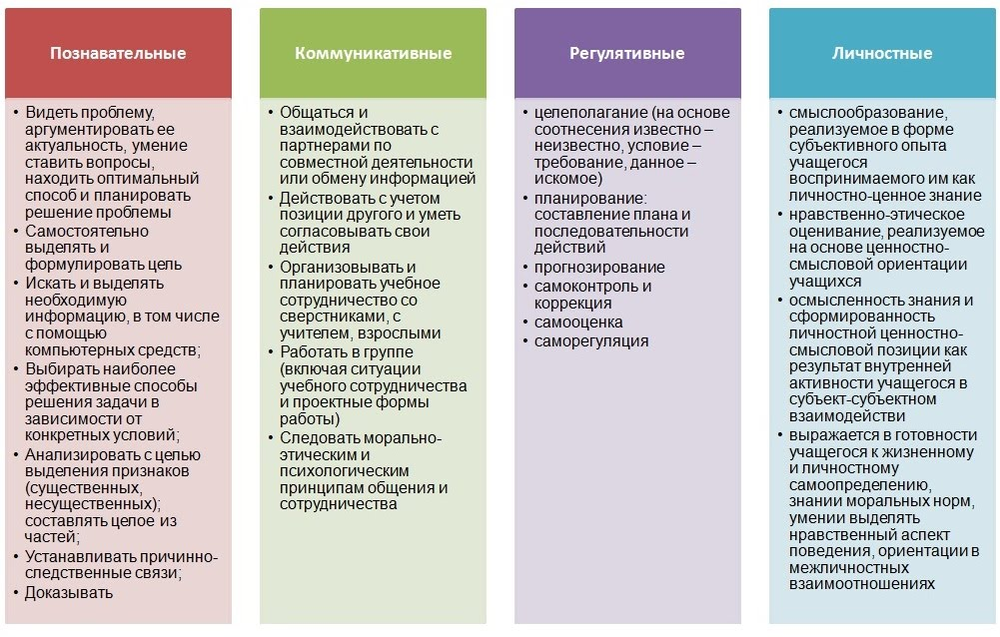 Познавательные
• Видеть проблему,
аргументировать ее
актуальность, умение
ставить вопросы,
находить оптимальный
способ и планировать
решение проблемы
• Самостоятельно
выделять и
формулировать цель
• Искать и выделять
необходимую
информацию, в том числе
с помощью
компьютерных средств;
• Выбирать наиболее
эффективные способы
решения задачи в
зависимости от
конкретных условий;
• Анализировать с целью
выделения признаков
(существенных,
несущественных);
составлять целое из
частей;
• Устанавливать причинно-
следственные связи;
• Доказывать
Коммуникативные
• Общаться и
взаимодействовать с
партнерами по
совместной деятельности
или обмену информацией
• Действовать с учетом
позиции другого и уметь
согласовывать свои
действия
• Организовывать и
планировать учебное
сотрудничество со
сверстниками, с
учителем, взрослыми
• Работать в группе
(включая ситуации
учебного сотрудничества
и проектные формы
работы)
• Следовать морально-
этическим и
психологическим
принципам общения и
сотрудничества
Регулятивные
• целеполагание (на основе
соотнесения известно –
неизвестно, условие –
требование, данное –
искомое)
• планирование:
составление плана и
последовательности
действий
• прогнозирование
• самоконтроль и
коррекция
• самооценка
• саморегуляция
Личностные
• смыслообразование,
реализуемое в форме
субъективного опыта
учащегося
воспринимаемого им как
личностно-ценное знание
• нравственно-этическое
оценивание, реализуемое
на основе ценностно-
смысловой ориентации
учащихся
• осмысленность знания и
сформированность
личностной ценностно-
смысловой позиции как
результат внутренней
активности учащегося в
субъект-субъектном
взаимодействи
• выражается в готовности
учащегося к жизненному
и личностному
самоопределению,
знании моральных норм,
умении выделять
нравственный аспект
поведения, ориентации в
межличностных
взаимоотношениях